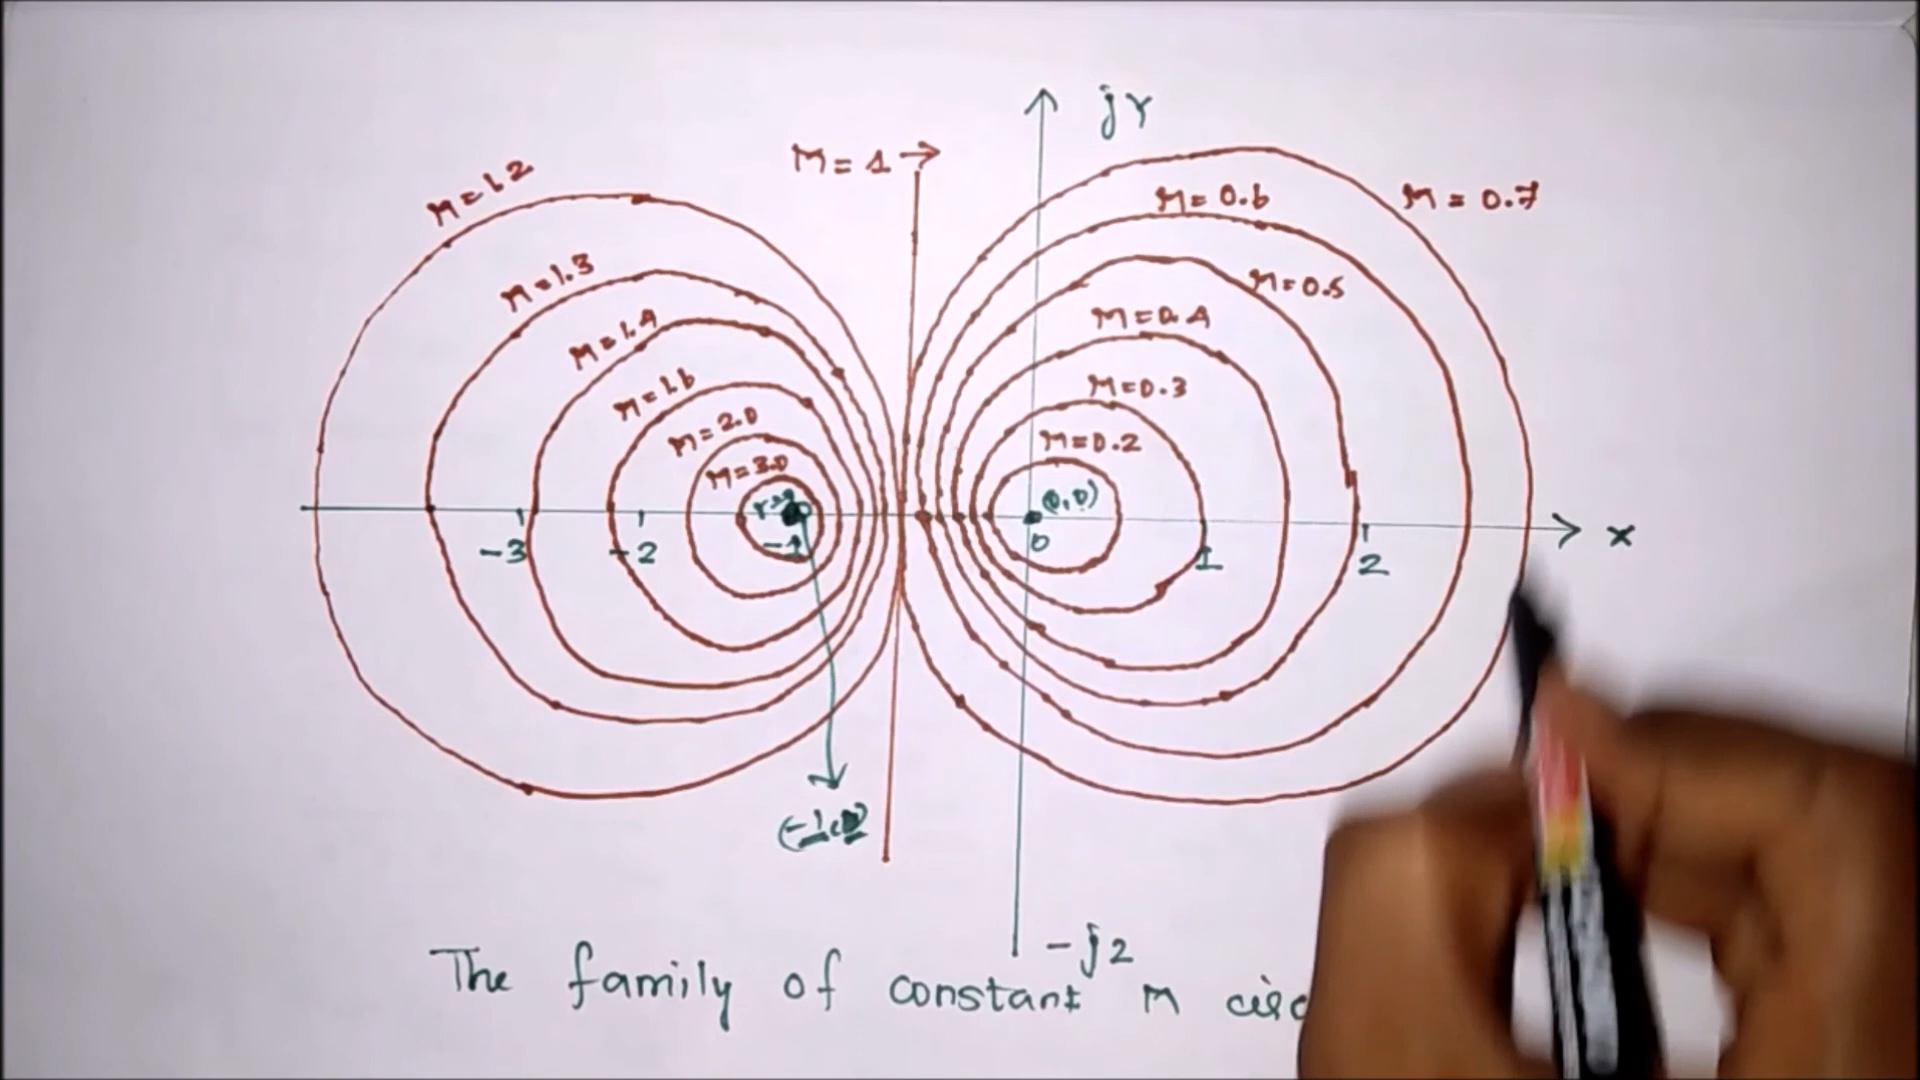 jY
M = 1
M = 1.2
M = 0.6
M = 0.7
M = 1.3
M = 0.5
M = 1.4
M = 0.4
M = 1.6
M = 0.3
M = 2.0
M = 0.2
M = 3.0
(0,0)
-3
-2
-1
0
1
2
x
-j2
The family of constant M